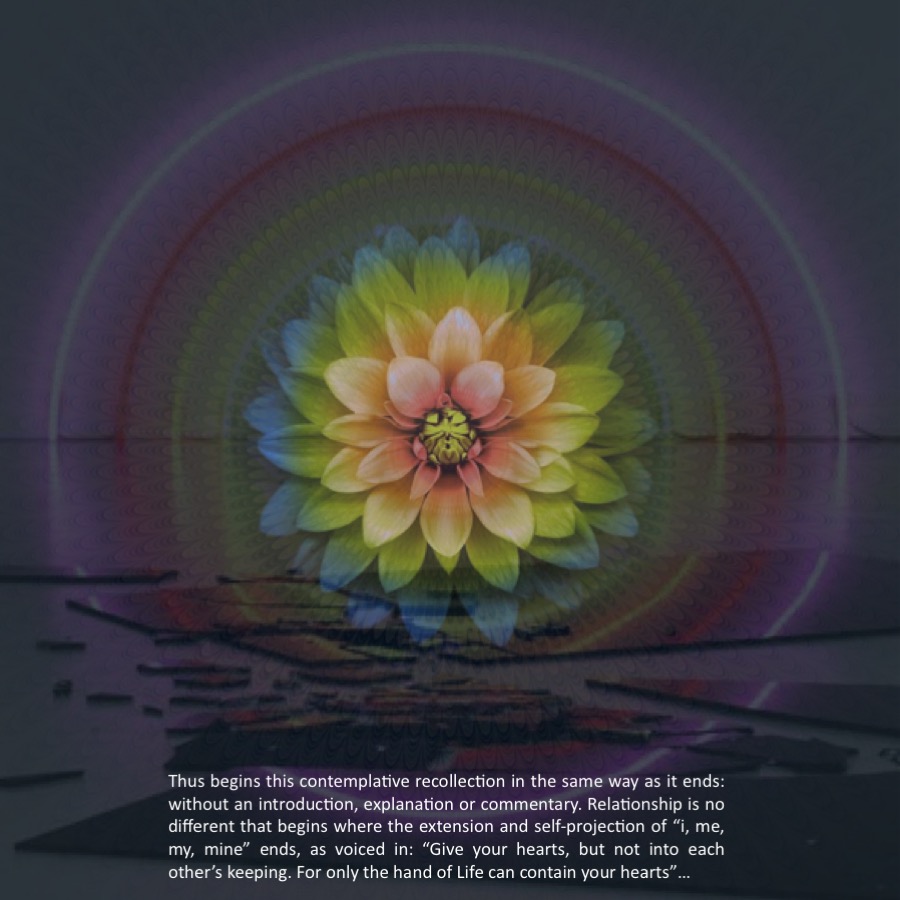 Thus begins this contemplative recollection in the same way as it ends:
without an introduction, explanation or commentary. Relationship is no
different that begins where the extension and self-projection of “i, me,
my, mine” ends, as voiced in: “Give your hearts, but not into each
other’s keeping. For only the hand of Life can contain your hearts”...